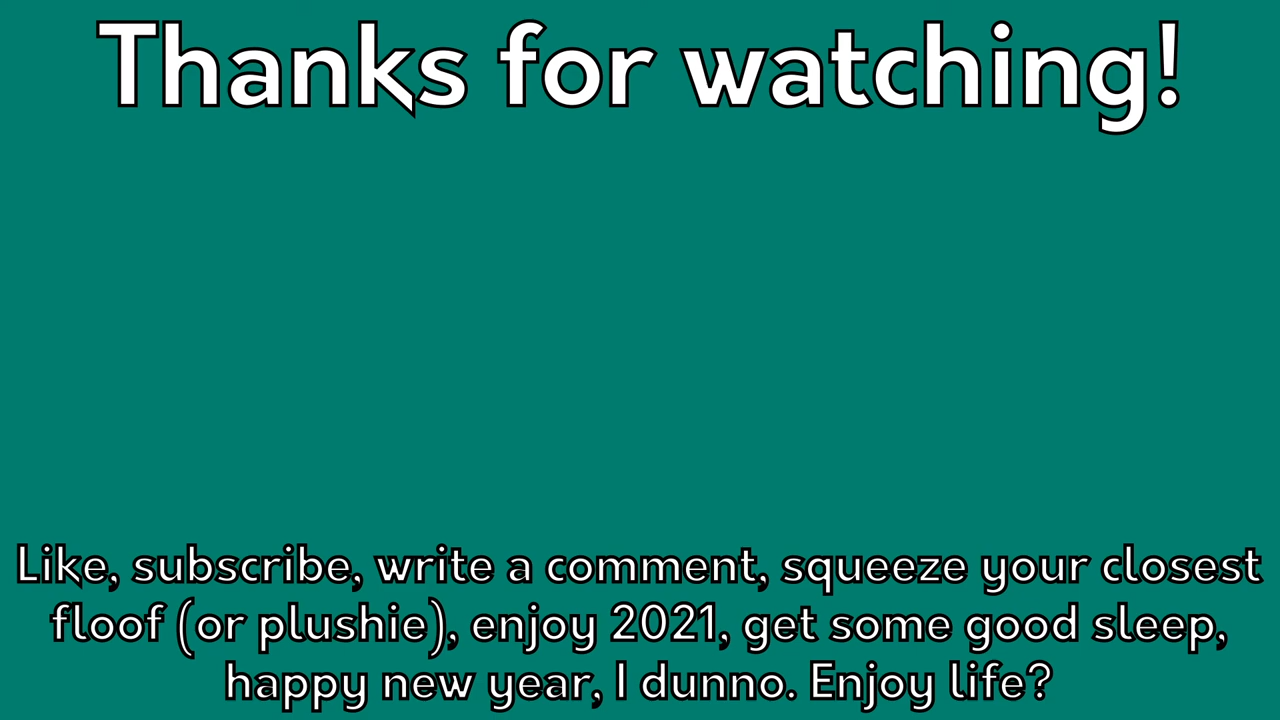 Thanks for watching!
Like, subscribe, write a comment, squeeze your closest
floof (or plushie), enjoy 2021, get some good sleep,
happy new year, I dunno. Enjoy life?